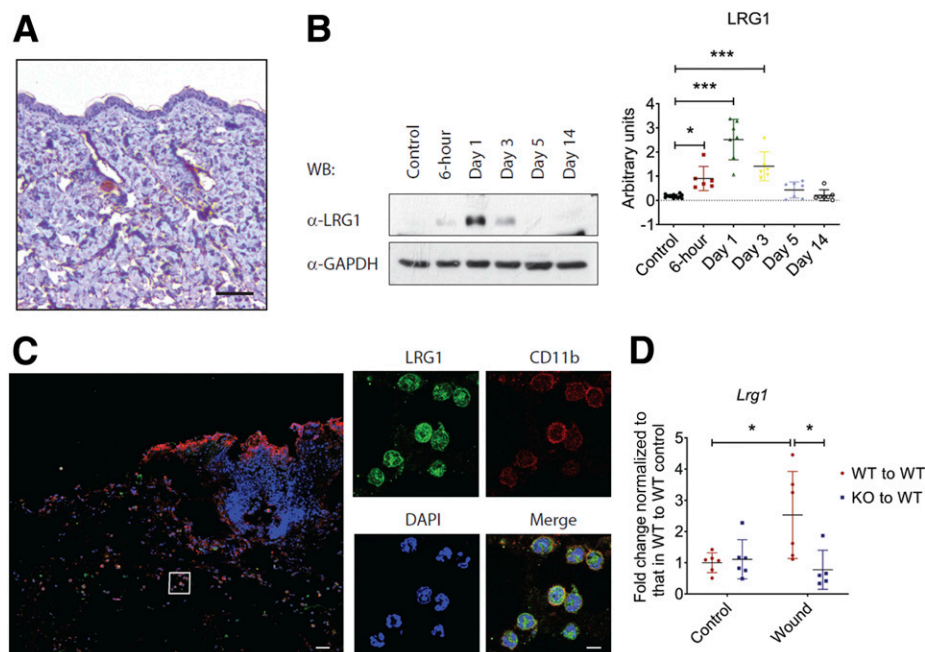 A
B
WB:
Control
6-hour
Day 1
Day 3
Day 5
Day 14
α-LRG1
α-GAPDH
LRG1
***
***
*
Arbitrary units
4
3
2
1
0
-1
Control
6-hour
Day 1
Day 3
Day 5
Day 14
C
LRG1
CD11b
DAPI
Merge
D
Lrg1
*
*
Fold change normalized to
that in WT to WT control
5
4
3
2
1
0
Control
Wound
WT to WT
KO to WT